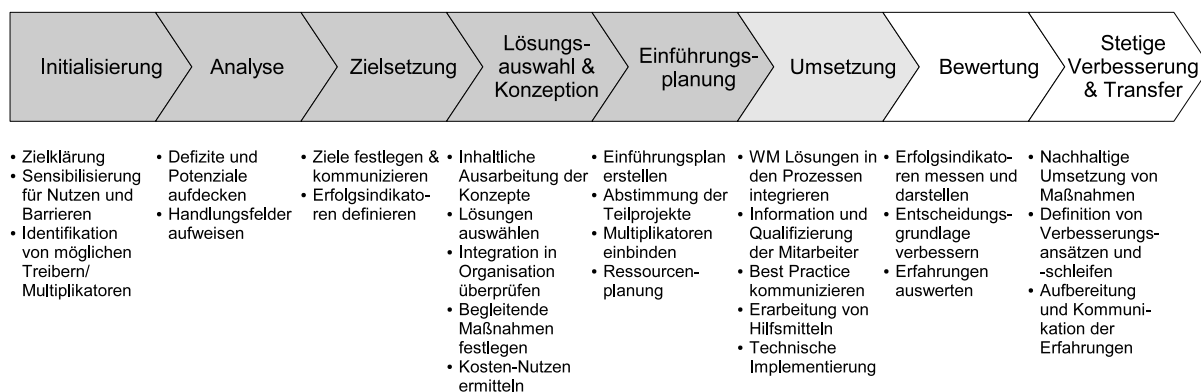 Initialisierung
Analyse
Zielsetzung
Lösungs-
auswahl &
Konzeption
Einführungs-
planung
Umsetzung
Bewertung
Stetige
Verbesserung
& Transfer
• Zielklärung
• Sensibilisierung
für Nutzen und
Barrieren
• Identifikation
von möglichen
Treibern/
Multiplikatoren
• Defizite und
Potenziale
aufdecken
• Handlungsfelder
aufweisen
• Ziele festlegen &
kommunizieren
• Erfolgsindikato-
ren definieren
• Inhaltliche
Ausarbeitung der
Konzepte
• Lösungen
auswählen
• Integration in
Organisation
überprüfen
• Begleitende
Maßnahmen
festlegen
• Kosten-Nutzen
ermitteln
• Einführungsplan
erstellen
• Abstimmung der
Teilprojekte
• Multiplikatoren
einbinden
• Ressourcen-
planung
• WM Lösungen in
den Prozessen
integrieren
• Information und
Qualifizierung
der Mitarbeiter
• Best Practice
kommunizieren
• Erarbeitung von
Hilfsmitteln
• Technische
Implementierung
• Erfolgsindikato-
ren messen und
darstellen
• Entscheidungs-
grundlage
verbessern
• Erfahrungen
auswerten
• Nachhaltige
Umsetzung von
Maßnahmen
• Definition von
Verbesserungs-
ansätzen und
-schleifen
• Aufbereitung
und Kommuni-
kation der
Erfahrungen